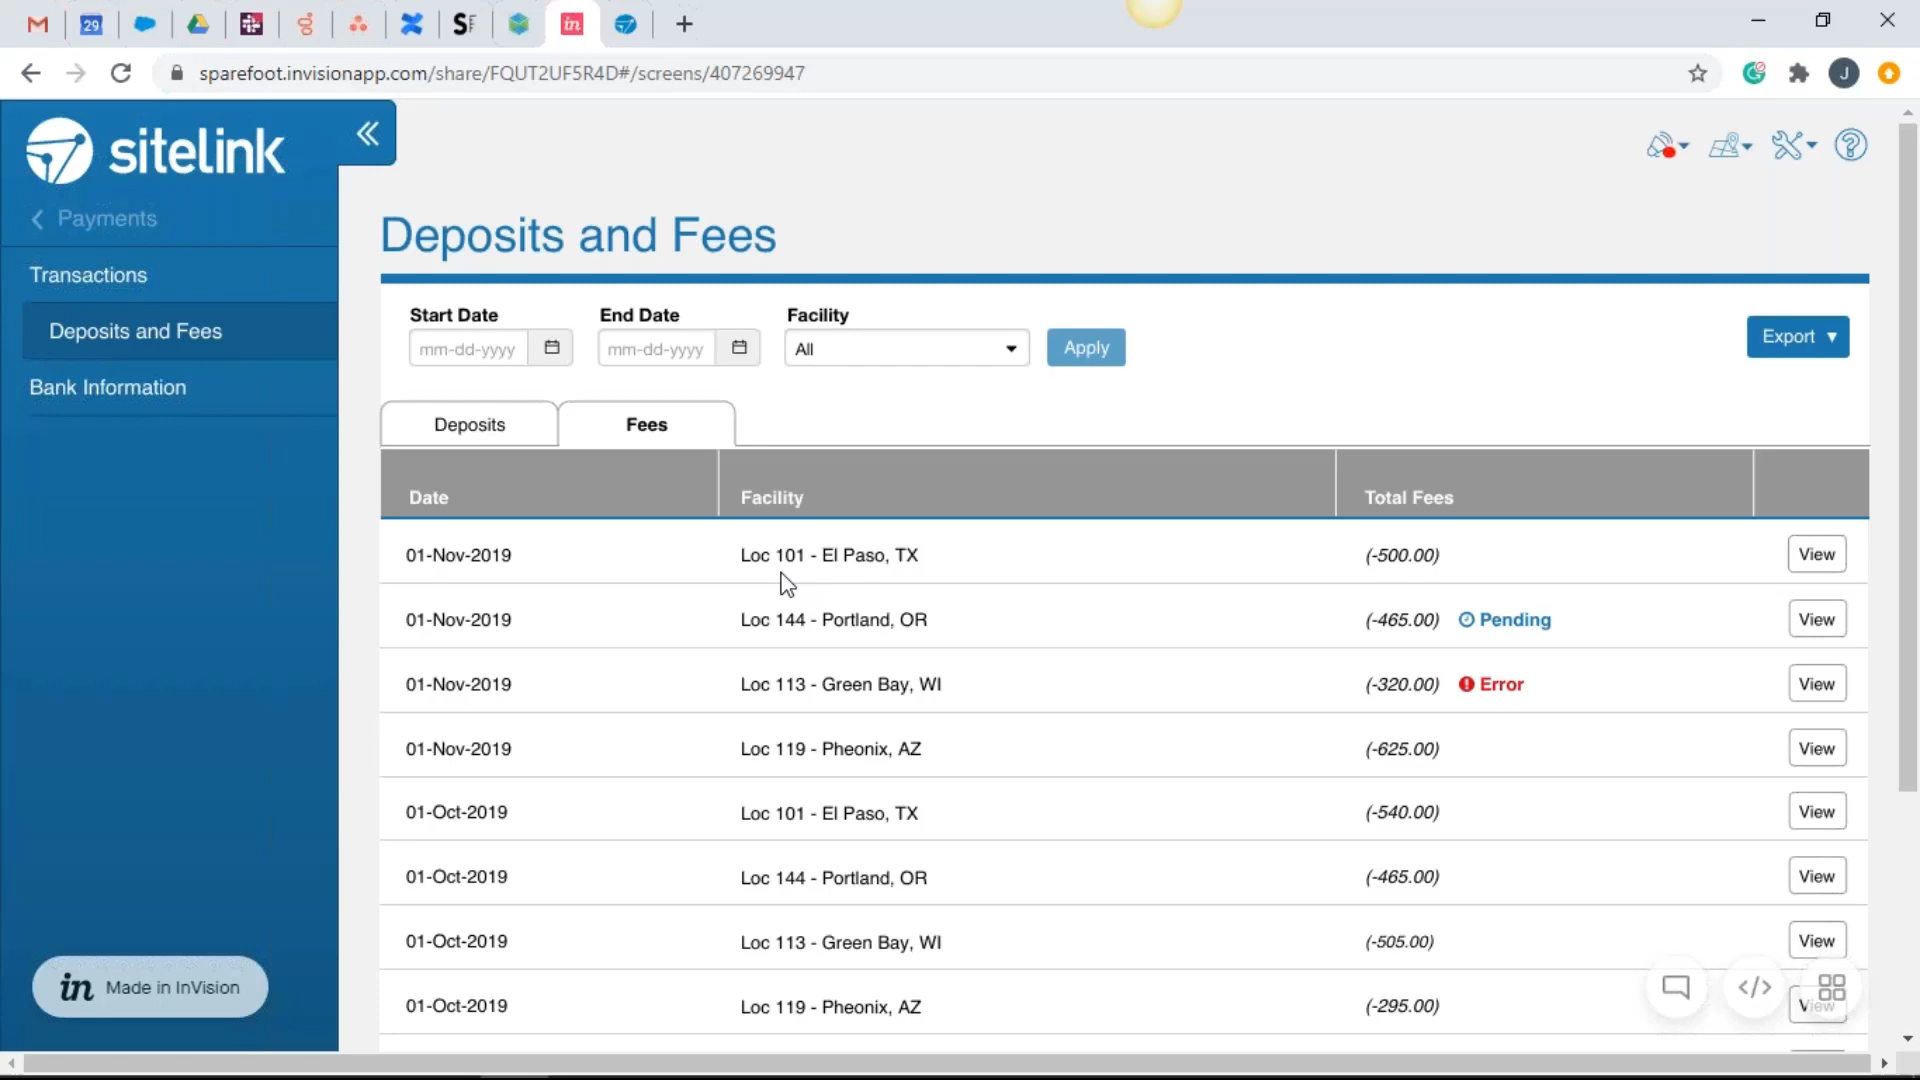 29
SF
in
sparefoot.invisionapp.com/share/FQUT2UF5R4D#/screens/407269947
J
sitelink
Payments
Transactions
Deposits and Fees
Bank Information
Deposits and Fees
Start Date
End Date
Facility
mm-dd-yyyy
mm-dd-yyyy
All
Apply
Export
Deposits
Fees
Date Facility Total Fees
01-Nov-2019 Loc 101 - El Paso, TX (-500.00) View
01-Nov-2019 Loc 144 - Portland, OR (-465.00) Pending View
01-Nov-2019 Loc 113 - Green Bay, WI (-320.00) Error View
01-Nov-2019 Loc 119 - Pheonix, AZ (-625.00) View
01-Oct-2019 Loc 101 - El Paso, TX (-540.00) View
01-Oct-2019 Loc 144 - Portland, OR (-465.00) View
01-Oct-2019 Loc 113 - Green Bay, WI (-505.00) View
01-Oct-2019 Loc 119 - Pheonix, AZ (-295.00) View
in Made in InVision